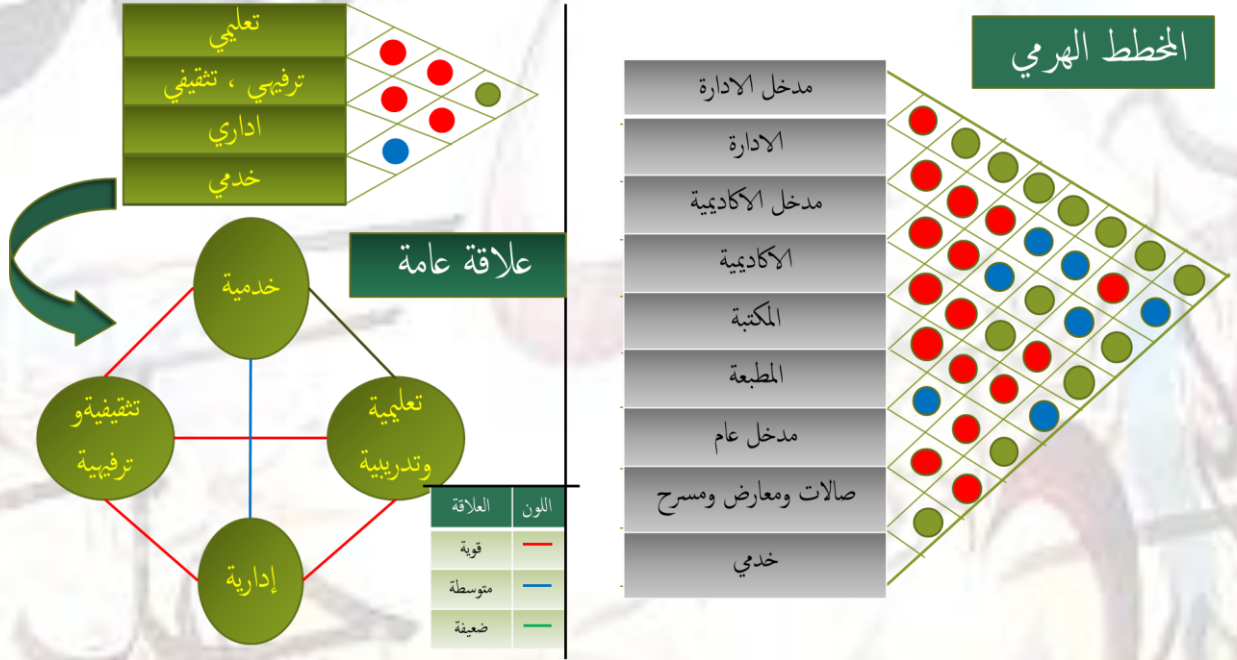 المخطط الهرمي
مدخل الادارة
الادارة
مدخل الاكاديمية
الاكاديمية
المكتبة
المطبعة
مدخل عام
صالات ومعارض ومسرح
خدمي
تعليمي
ترفيهي ، تثقيفي
اداري
خدمي
علاقة عامة
خدمية
تعليمية
وتدريبية
تثقيفيةو
ترفيهية
إدارية
اللون العلاقة
قوية
متوسطة
ضعيفة